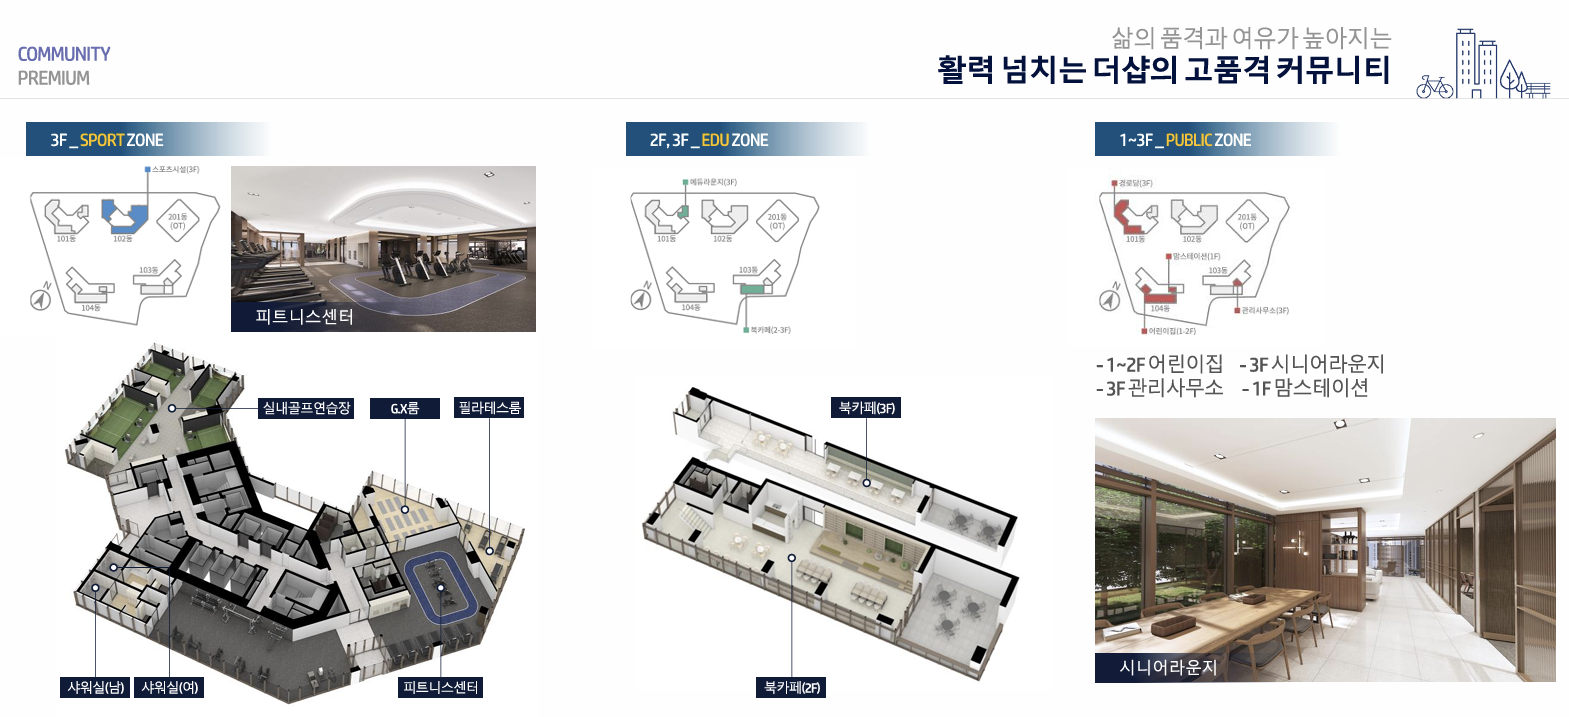 COMMUNITY
PREMIUM
삶의 품격과 여유가 높아지는
활력 넘치는 더샵의 고품격 커뮤니티
3F _ SPORT ZONE
스포츠시설(3F)
101동
102동
201동
(OT)
103동
104동
N
피트니스센터
실내골프연습장
G.X룸
필라테스룸
샤워실(남)
샤워실(여)
피트니스센터
2F, 3F _ EDU ZONE
에듀라운지(3F)
101동
102동
201동
(OT)
103동
104동
N
북카페(2-3F)
북카페(3F)
북카페(2F)
1~3F _ PUBLIC ZONE
경로당(3F)
101동
102동
201동
(OT)
맘스테이션(1F)
103동
104동
N
관리사무소(3F)
어린이집(1-2F)
- 1~2F 어린이집 - 3F 시니어라운지
- 3F 관리사무소 - 1F 맘스테이션
시니어라운지